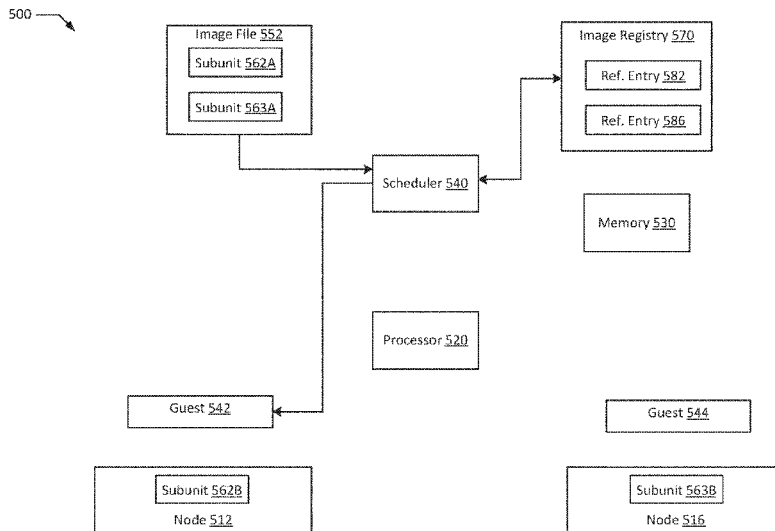 500
Image File 552
Subunit 562A
Subunit 563A
Image Registry 570
Ref. Entry 582
Ref. Entry 586
Scheduler 540
Memory 530
Processor 520
Guest 542
Guest 544
Subunit 562B
Node 512
Subunit 563B
Node 516